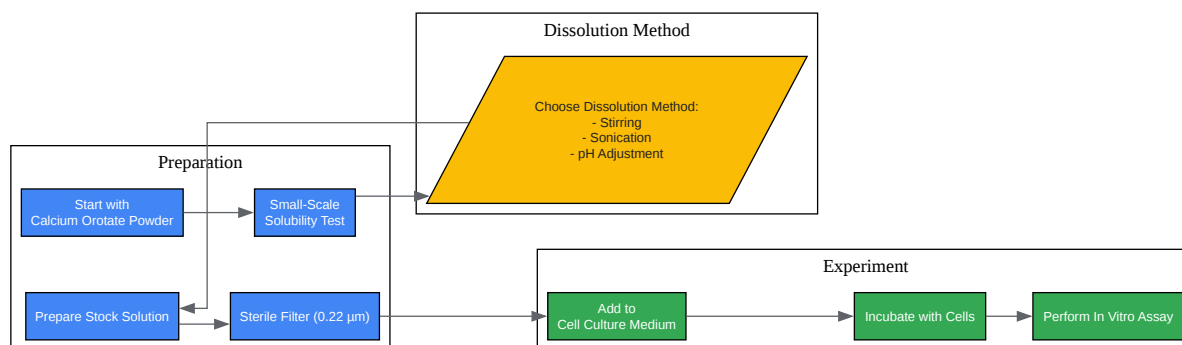 Dissolution Method
Choose Dissolution Method:
- Stirring
- Sonication
- pH Adjustment
Preparation
Start with
Calcium Orotate Powder
Small-Scale
Solubility Test
Prepare Stock Solution
Sterile Filter (0.22 µm)
Experiment
Add to
Cell Culture Medium
Incubate with Cells
Perform In Vitro Assay